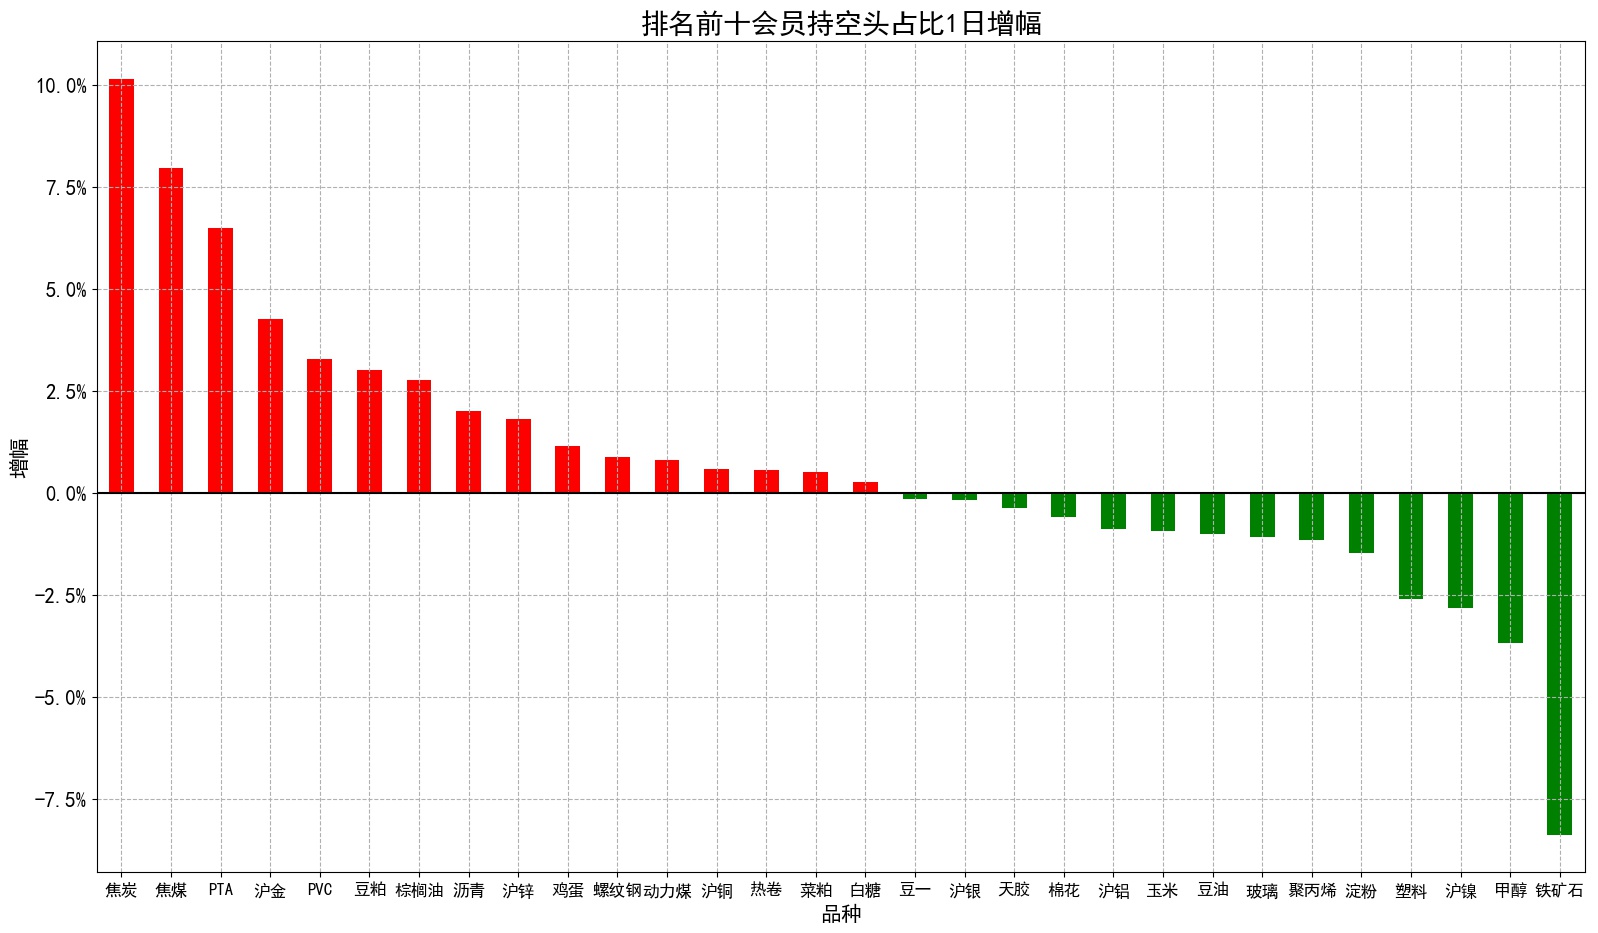 排名前十会员持空头占比1日增幅
10.0%
7.5%
5.0%
2.5%
0.0%
−2.5%
−5.0%
−7.5%
增幅
焦炭 焦煤 PTA 沪金 PVC 豆粕 棕榈油 沥青 沪锌 鸡蛋 螺纹钢 动力煤 沪铜 热卷 菜粕 白糖 豆一 沪银 天胶 棉花 沪铝 玉米 豆油 玻璃 聚丙烯 淀粉 塑料 沪镍 甲醇 铁矿石
品种